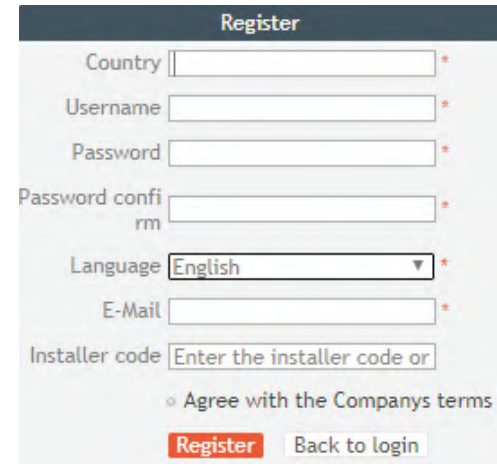 Register
Country *
Username *
Password *
Password confi
rm *
Language English ▼ *
E-Mail *
Installer code Enter the installer code or
Agree with the Companys terms
Register Back to login